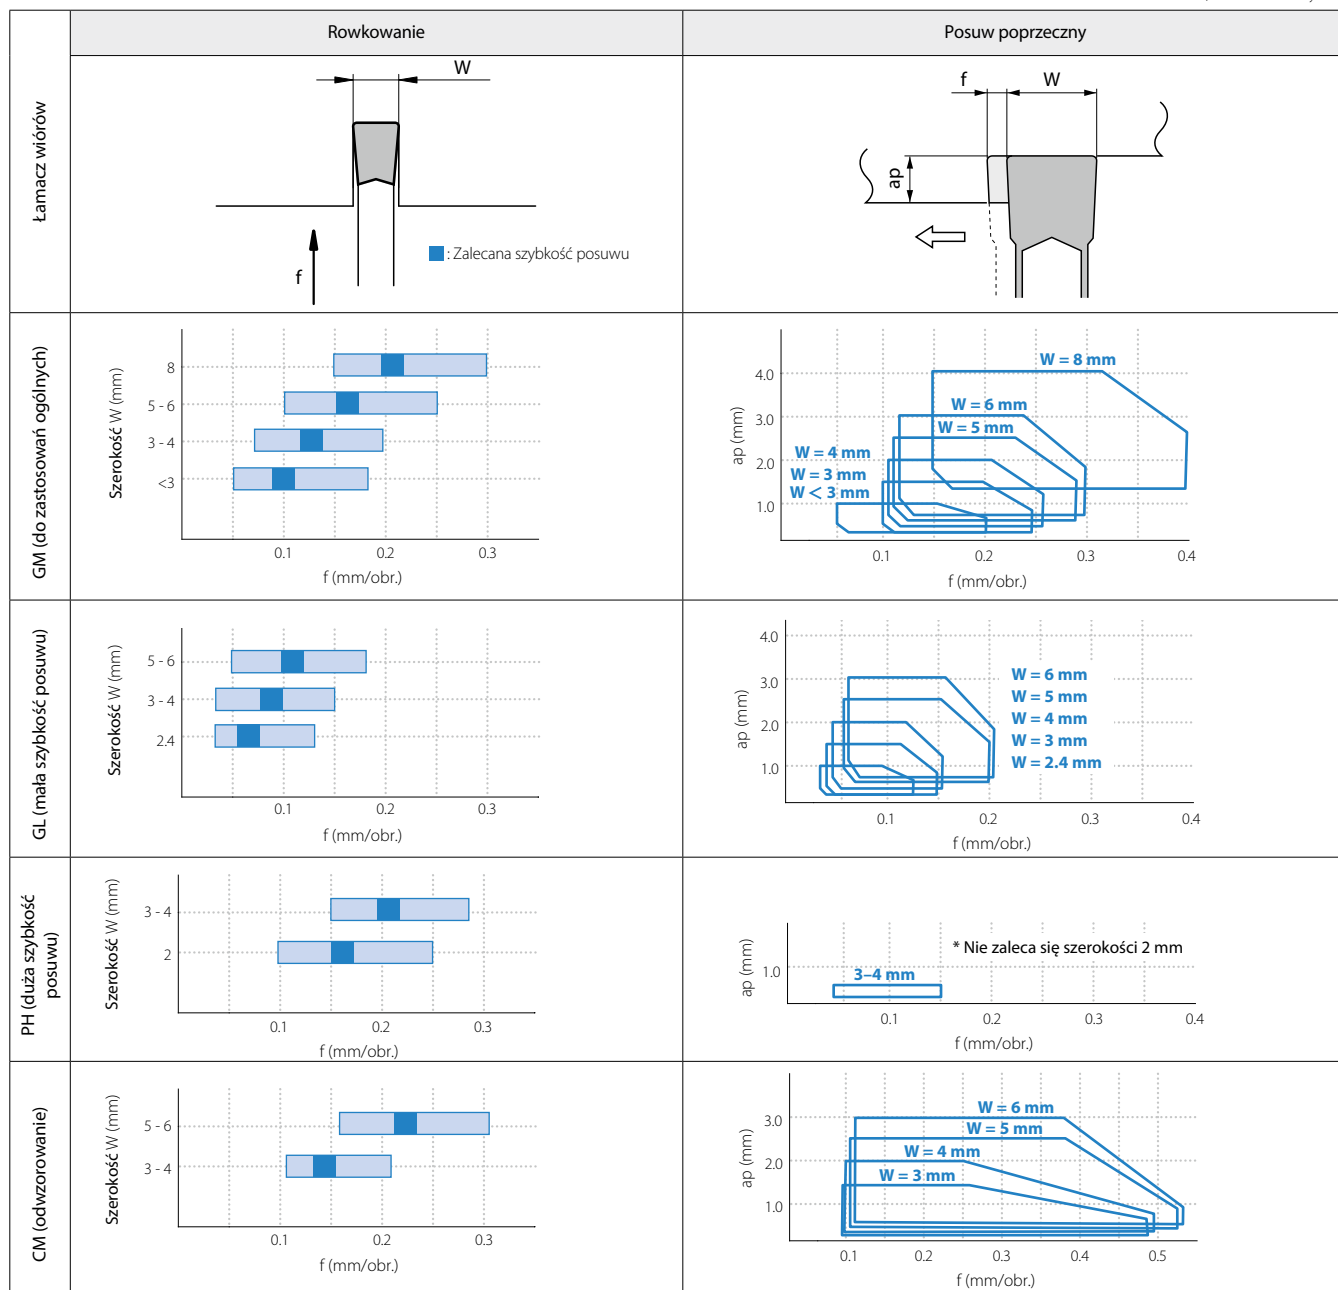 Rowkowanie
Posuw poprzeczny
Łamacz wiórów
W
f
: Zalecana szybkość posuwu
f
W
ap
GM (do zastosowań ogólnych)
Szerokość W (mm)
8
5 - 6
3 - 4
<3
0.1
0.2
0.3
f (mm/obr.)
ap (mm)
4.0
3.0
2.0
1.0
W = 8 mm
W = 6 mm
W = 5 mm
W = 4 mm
W = 3 mm
W < 3 mm
0.1
0.2
0.3
0.4
f (mm/obr.)
GL (mała szybkość posuwu)
Szerokość W (mm)
5 - 6
3 - 4
2.4
0.1
0.2
0.3
f (mm/obr.)
ap (mm)
4.0
3.0
2.0
1.0
W = 6 mm
W = 5 mm
W = 4 mm
W = 3 mm
W = 2.4 mm
0.1
0.2
0.3
0.4
f (mm/obr.)
PH (duża szybkość
posuwu)
Szerokość W (mm)
3 - 4
2
0.1
0.2
0.3
f (mm/obr.)
ap (mm)
1.0
* Nie zaleca się szerokości 2 mm
3–4 mm
0.1
0.2
0.3
0.4
f (mm/obr.)
CM (odwzorowanie)
Szerokość W (mm)
5 - 6
3 - 4
0.1
0.2
0.3
f (mm/obr.)
ap (mm)
3.0
2.0
1.0
W = 6 mm
W = 5 mm
W = 4 mm
W = 3 mm
0.1
0.2
0.3
0.4
0.5
f (mm/obr.)